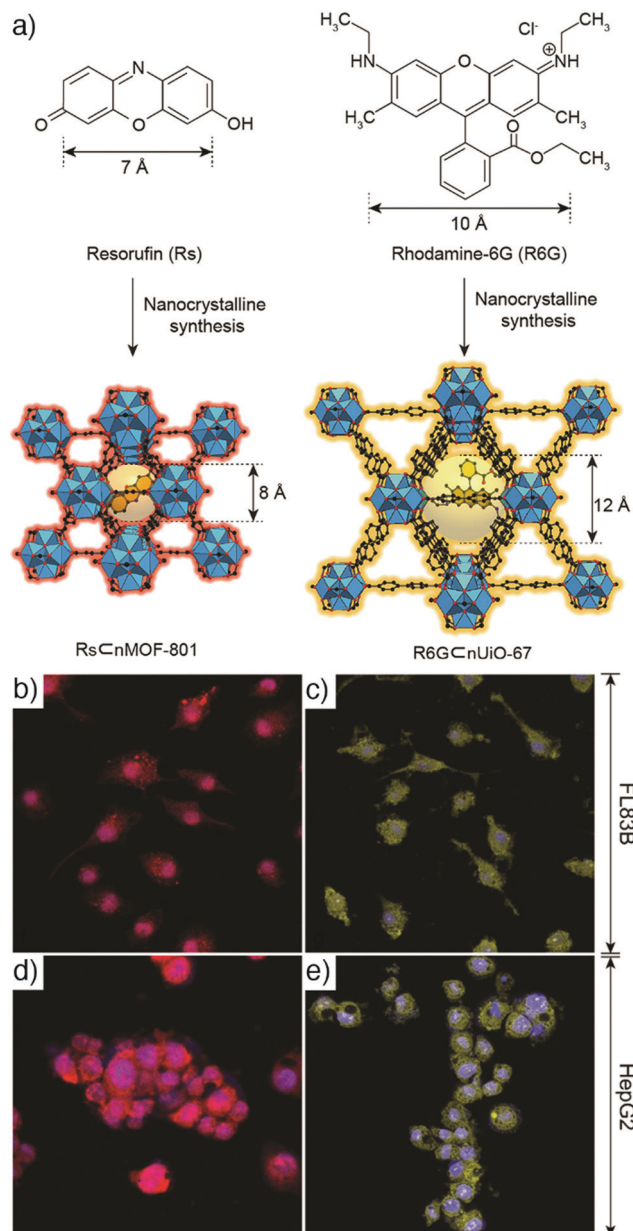 a)
N
O
O
OH
7 Å
Resorufin (Rs)
Nanocrystalline
synthesis
8 Å
Rs⊂nMOF-801
Cl-
H3C
N
H
O
⊕
NH
CH3
H3C
CH3
O
O
CH3
10 Å
Rhodamine-6G (R6G)
Nanocrystalline
synthesis
12 Å
R6G⊂nUiO-67
b)
c)
FL83B
d)
e)
HepG2